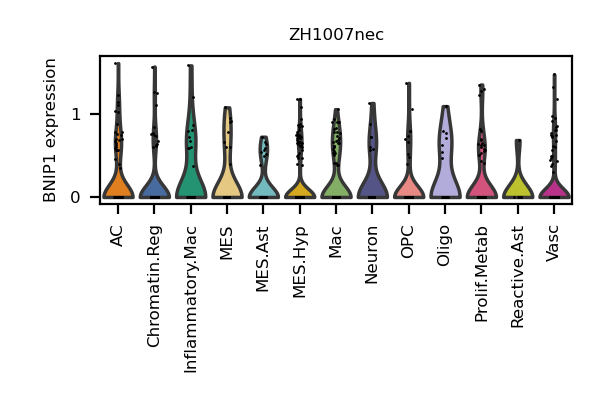 ZH1007nec
BNIP1 expression
1
0
AC
Chromatin.Reg
Inflammatory.Mac
MES
MES.Ast
MES.Hyp
Mac
Neuron
OPC
Oligo
Prolif.Metab
Reactive.Ast
Vasc